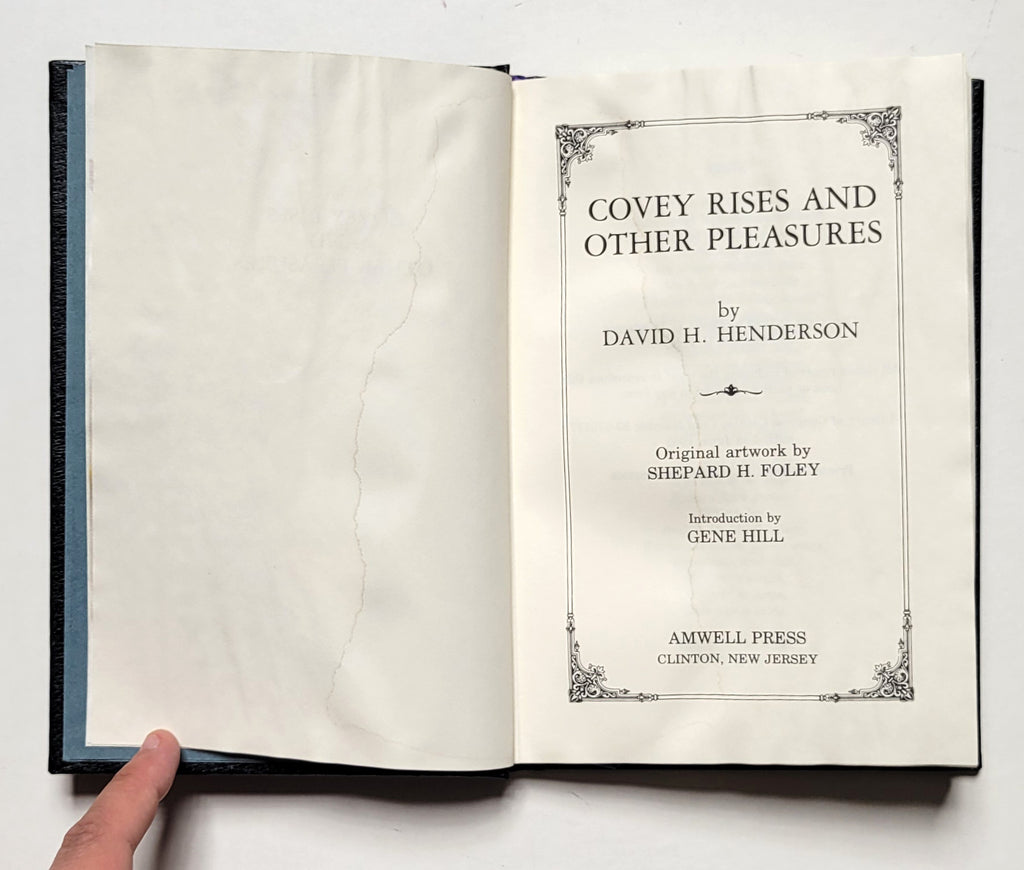 COVEY RISES AND
OTHER PLEASURES
by
DAVID H. HENDERSON
Original artwork by
SHEPARD H. FOLEY
Introduction by
GENE HILL
AMWELL PRESS
CLINTON, NEW JERSEY